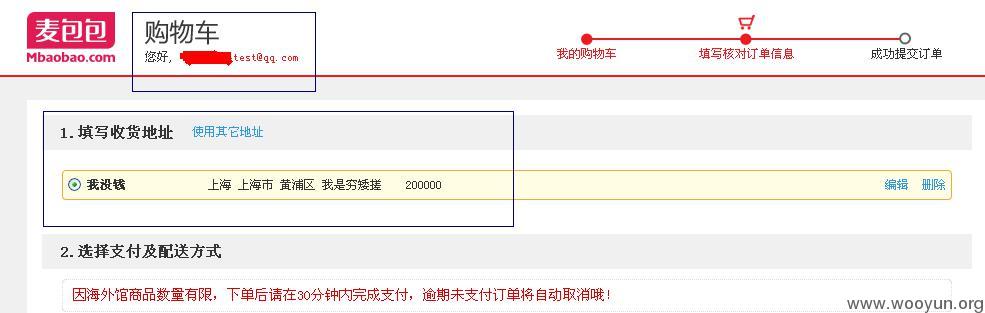 麦包包
Mbaobao.com
购物车
您好,
test@qq.com
我的购物车
填写核对订单信息
成功提交订单
1.填写收货地址 使用其它地址
我没钱 上海 上海市 黄浦区 我是穷矮搓 200000 编辑 删除
2.选择支付及配送方式
因海外馆商品数量有限，下单后请在30分钟内完成支付，逾期未支付订单将自动取消哦！
www.wooyun.org